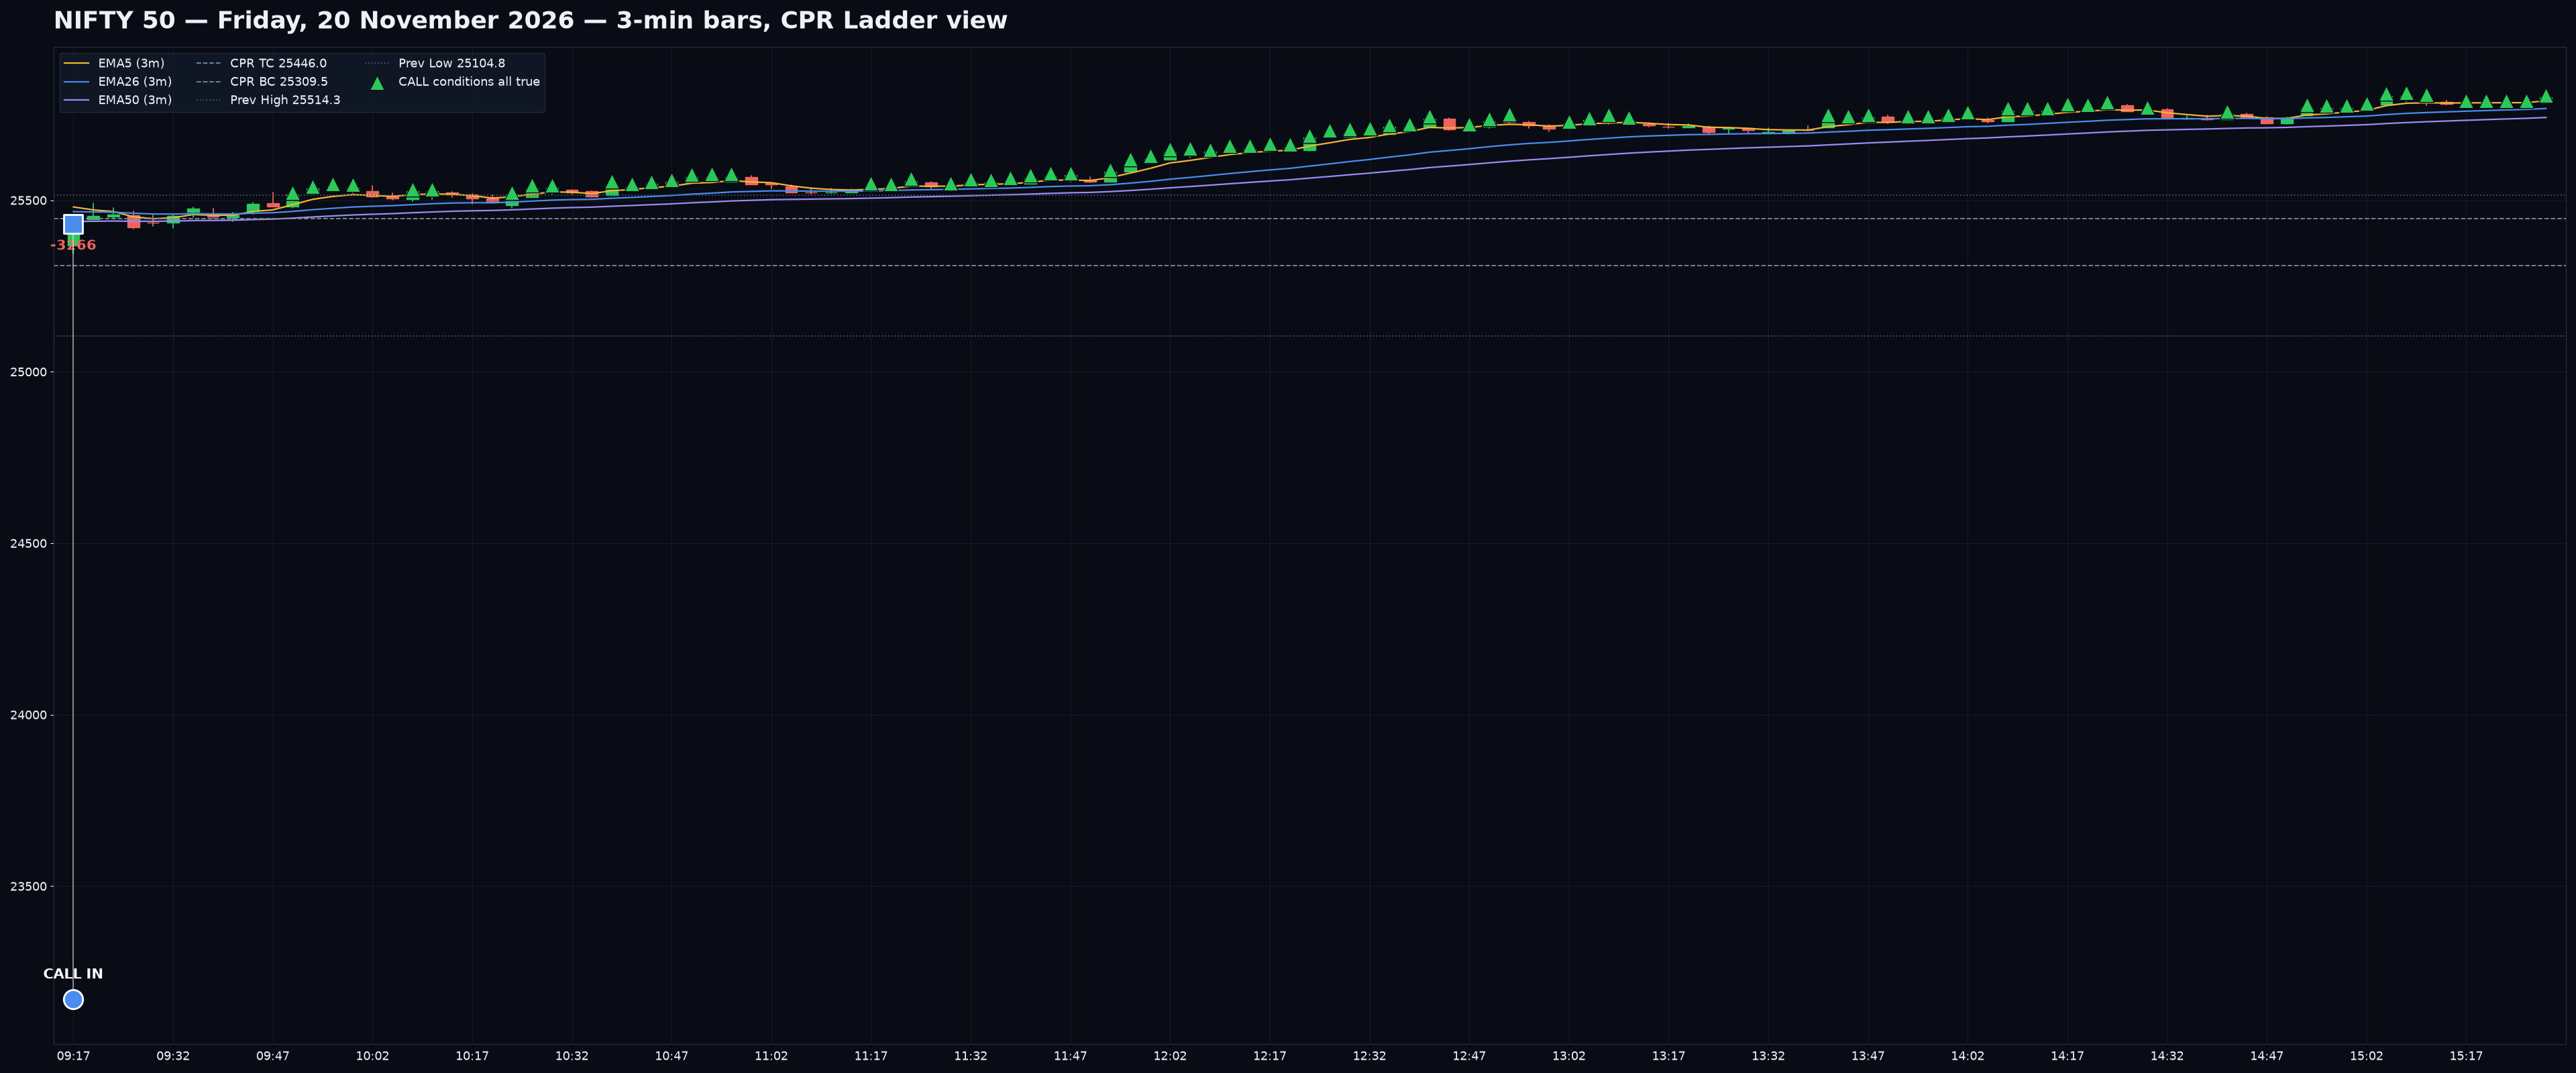 NIFTY 50 — Friday, 20 November 2026 — 3-min bars, CPR Ladder view
EMA5 (3m)
EMA26 (3m)
EMA50 (3m)
CPR TC 25446.0
CPR BC 25309.5
Prev High 25514.3
Prev Low 25104.8
CALL conditions all true
25500
25000
24500
24000
23500
-3266
CALL IN
09:17 09:32 09:47 10:02 10:17 10:32 10:47 11:02 11:17 11:32 11:47 12:02 12:17 12:32 12:47 13:02 13:17 13:32 13:47 14:02 14:17 14:32 14:47 15:02 15:17